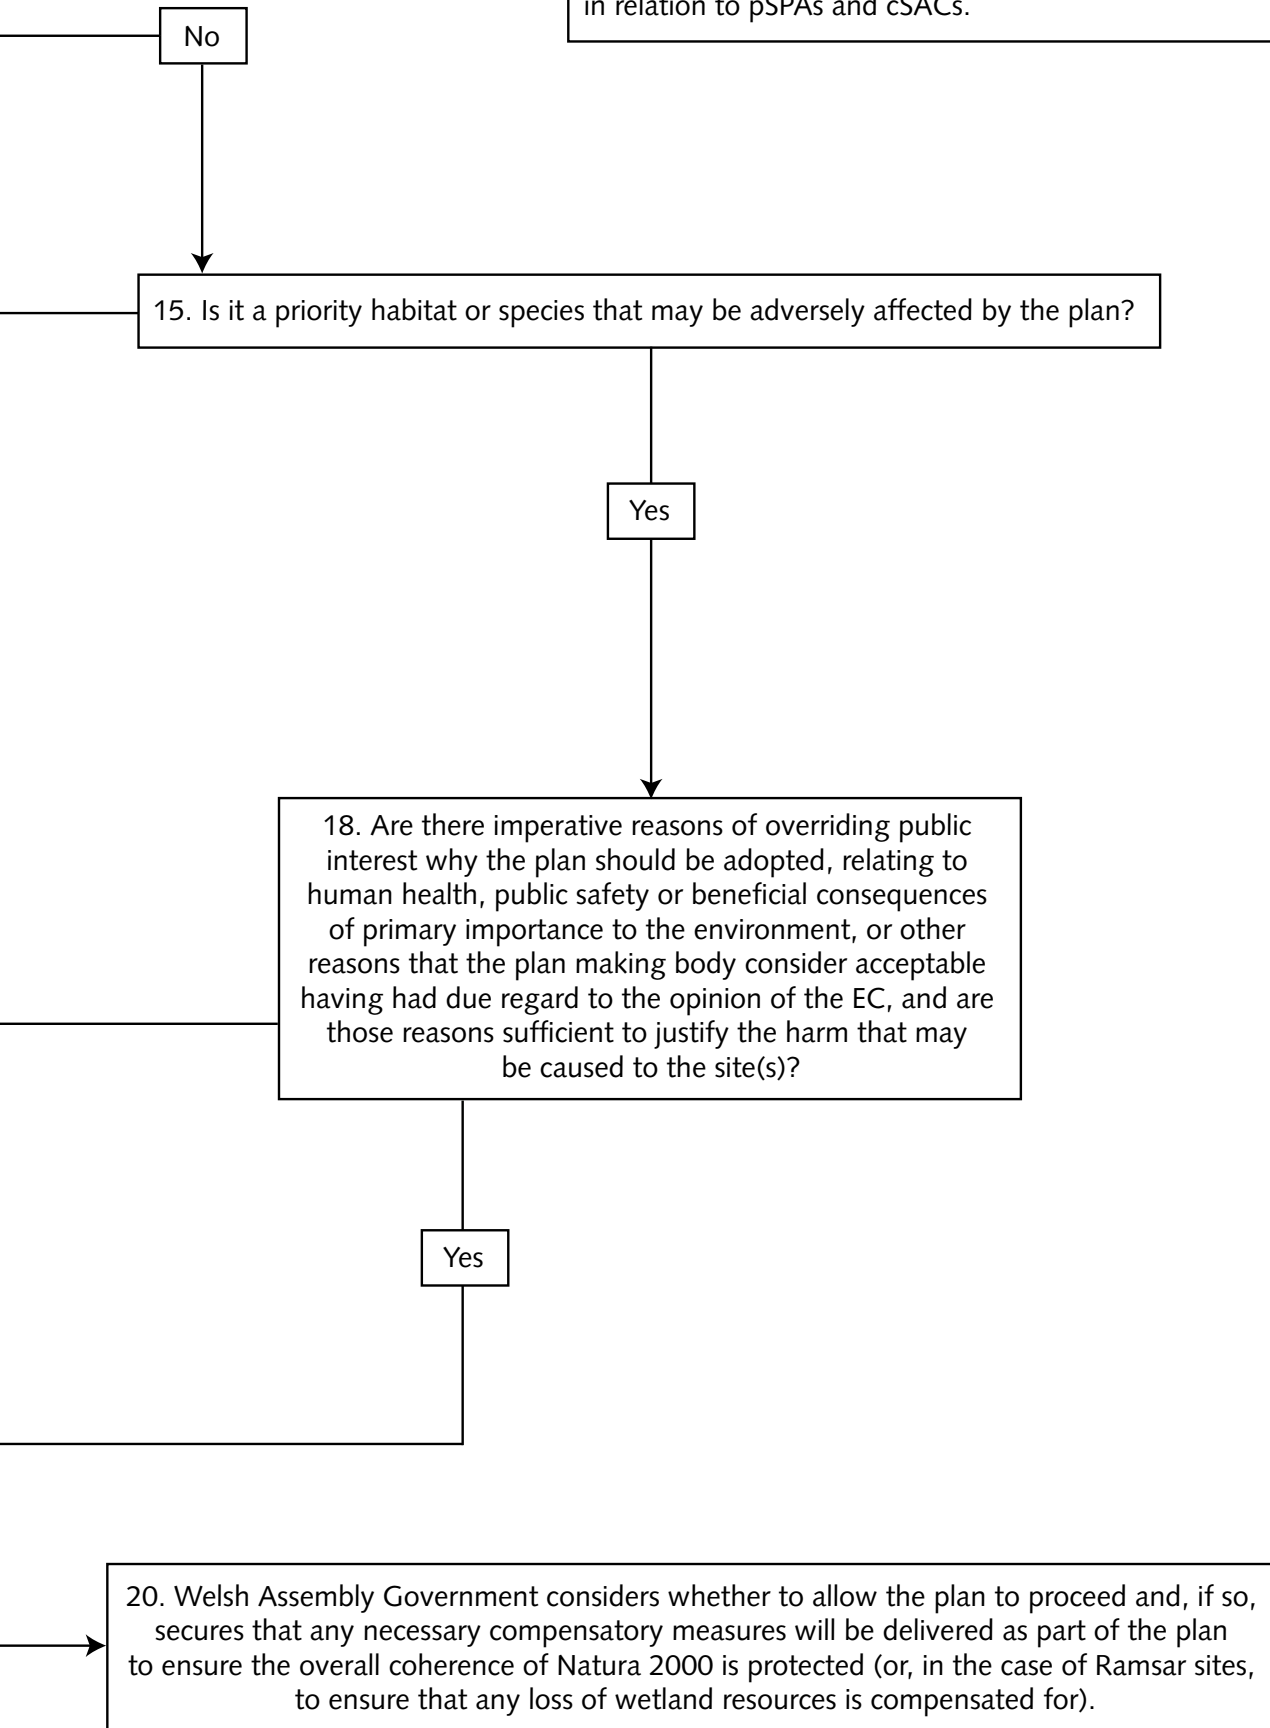 in relation to pSPAs and cSACs.
No
15. Is it a priority habitat or species that may be adversely affected by the plan?
Yes
18. Are there imperative reasons of overriding public
interest why the plan should be adopted, relating to
human health, public safety or beneficial consequences
of primary importance to the environment, or other
reasons that the plan making body consider acceptable
having had due regard to the opinion of the EC, and are
those reasons sufficient to justify the harm that may
be caused to the site(s)?
Yes
20. Welsh Assembly Government considers whether to allow the plan to proceed and, if so,
secures that any necessary compensatory measures will be delivered as part of the plan
to ensure the overall coherence of Natura 2000 is protected (or, in the case of Ramsar sites,
to ensure that any loss of wetland resources is compensated for).